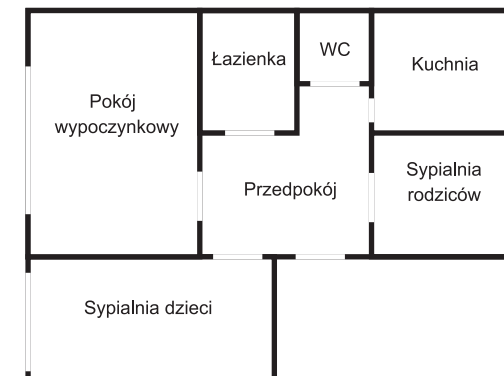 Łazienka
WC
Kuchnia
Pokój
wypoczynkowy
Sypialnia
rodziców
Przedpokój
Sypialnia dzieci